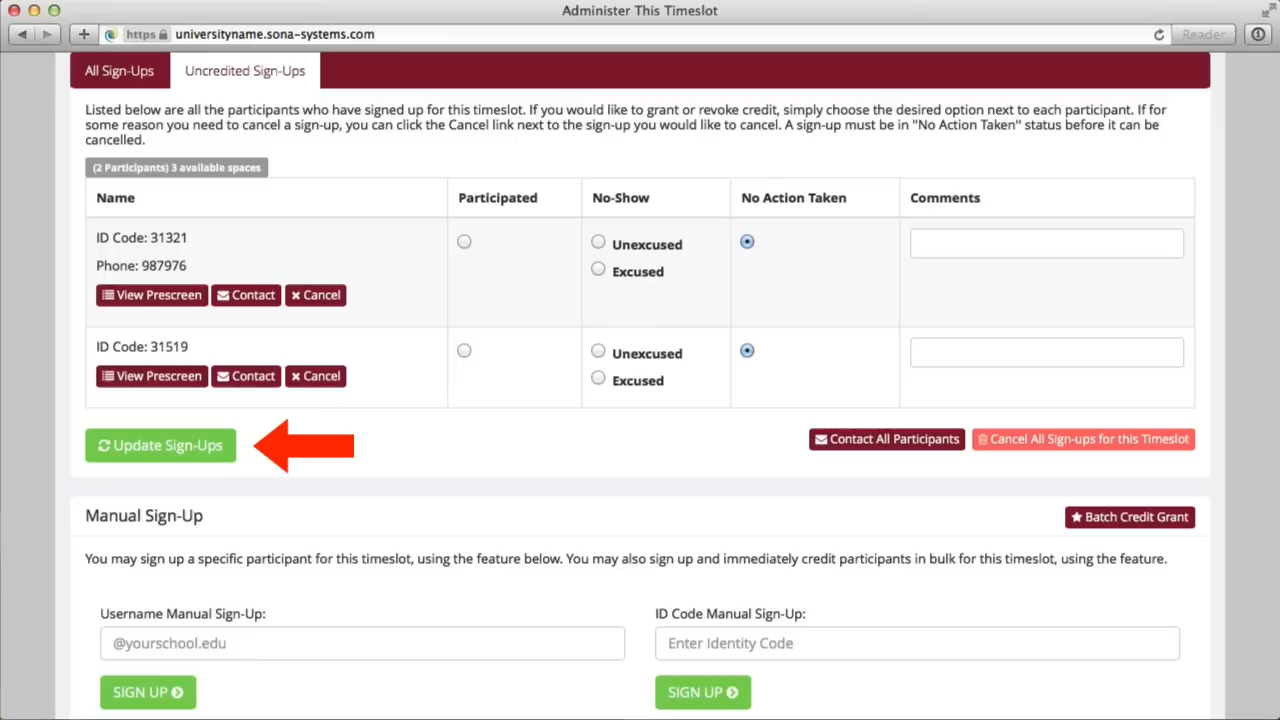 Administer This Timeslot
https universityname.sona-systems.com
Reader
All Sign-Ups
Uncredited Sign-Ups
Listed below are all the participants who have signed up for this timeslot. If you would like to grant or revoke credit, simply choose the desired option next to each participant. If for
some reason you need to cancel a sign-up, you can click the Cancel link next to the sign-up you would like to cancel. A sign-up must be in "No Action Taken" status before it can be
cancelled.
(2 Participants) 3 available spaces
Name Participated No-Show No Action Taken Comments
ID Code: 31321
Unexcused
Phone: 987976
Excused
View Prescreen Contact Cancel
ID Code: 31519
Unexcused
View Prescreen Contact Cancel
Excused
Update Sign-Ups
Contact All Participants Cancel All Sign-ups for this Timeslot
Manual Sign-Up
Batch Credit Grant
You may sign up a specific participant for this timeslot, using the feature below. You may also sign up and immediately credit participants in bulk for this timeslot, using the feature.
Username Manual Sign-Up: ID Code Manual Sign-Up:
@yourschool.edu Enter Identity Code
SIGN UP SIGN UP